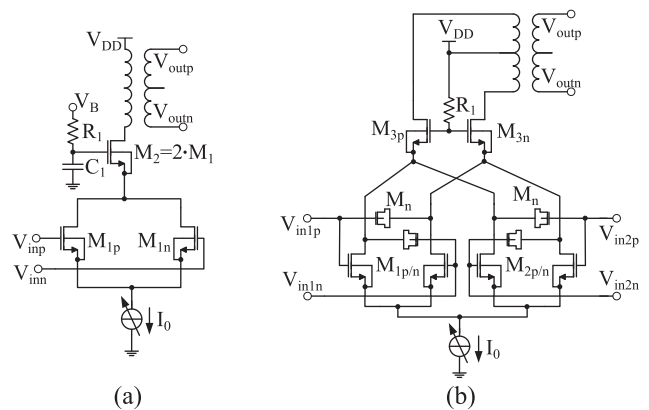 V_DD
V_outp
V_outn
V_B
R_1
C_1
M_2=2·M_1
V_inp
M_1p
M_1n
V_inn
I_0
(a)
V_DD
V_outp
V_outn
R_1
M_3p
M_3n
M_n
M_n
V_in1p
V_in2p
M_1p/n
M_2p/n
V_in1n
V_in2n
I_0
(b)